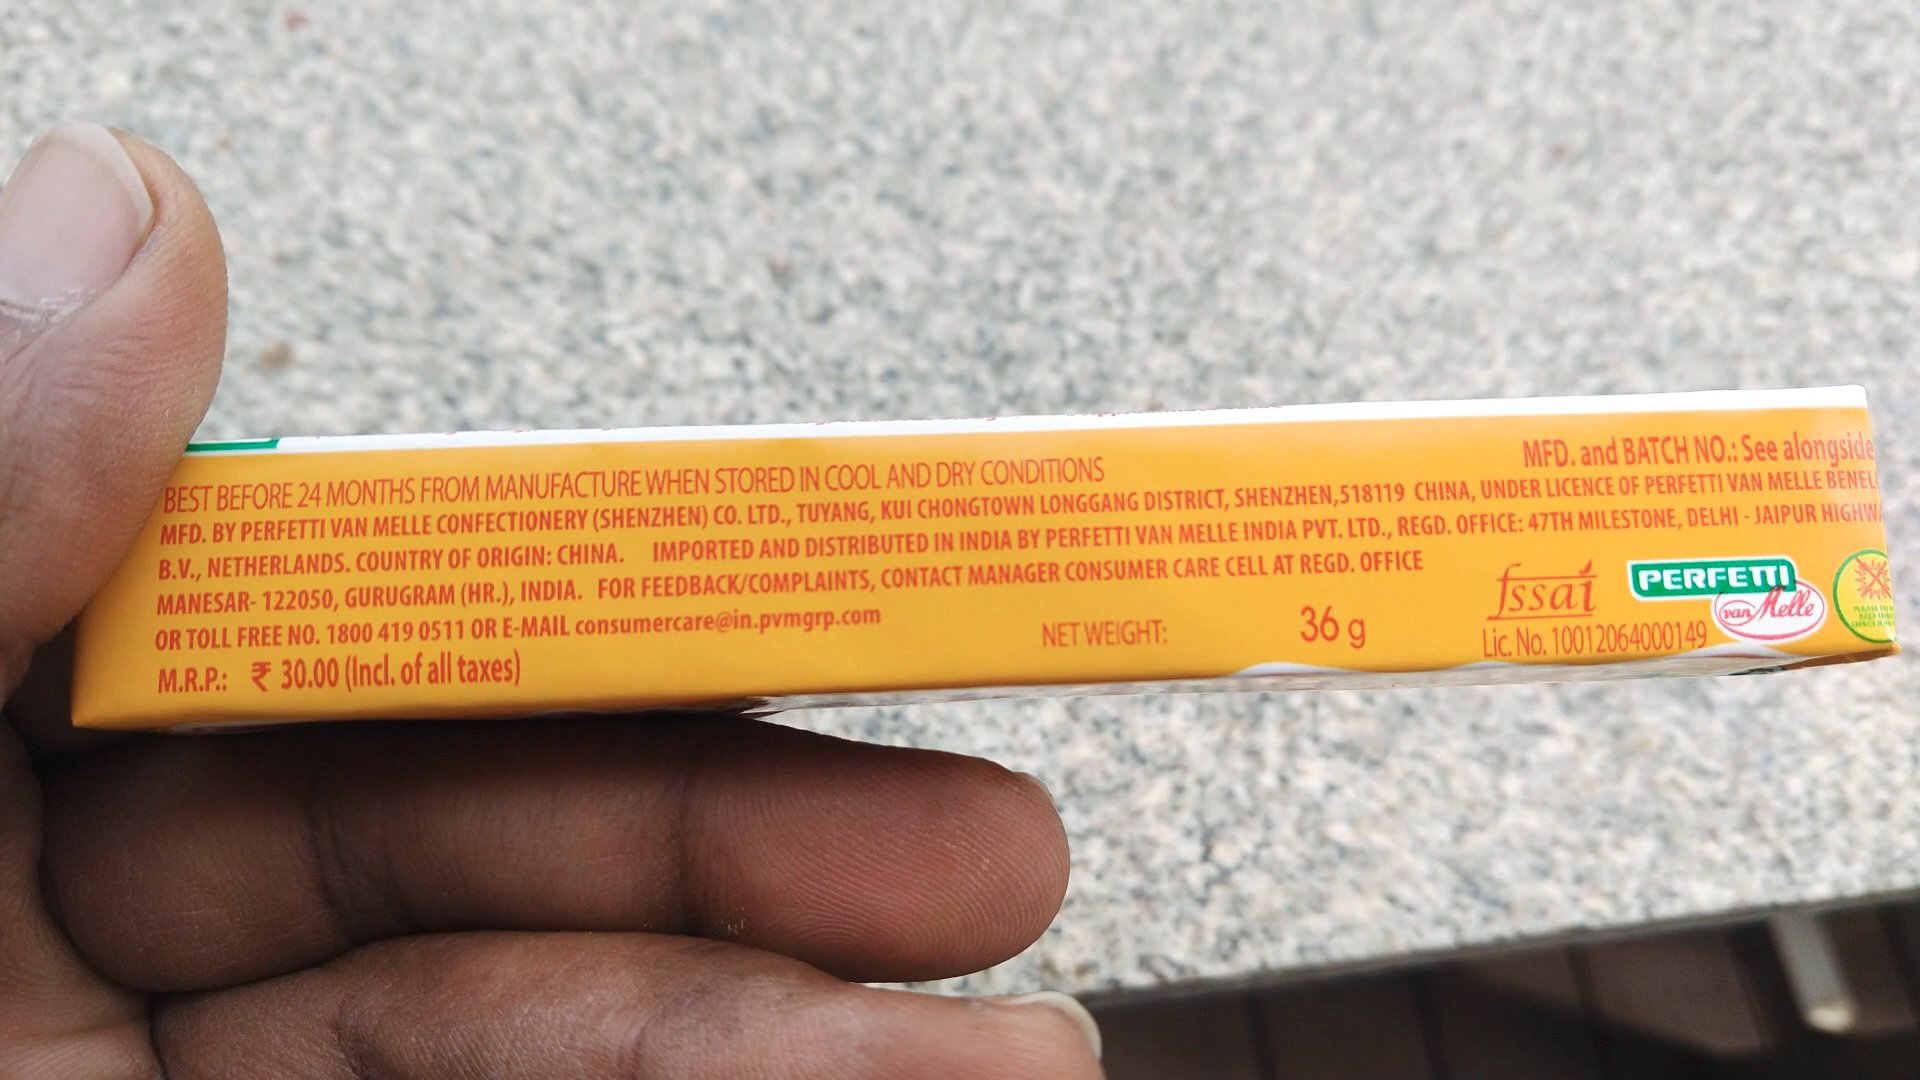 BEST BEFORE 24 MONTHS FROM MANUFACTURE WHEN STORED IN COOL AND DRY CONDITIONS
MFD. and BATCH NO.: See alongside
MFD. BY PERFETTI VAN MELLE CONFECTIONERY (SHENZHEN) CO. LTD., TUYANG, KUI CHONGTOWN LONGGANG DISTRICT, SHENZHEN,518119 CHINA, UNDER LICENCE OF PERFETTI VAN MELLE BENEL
B.V., NETHERLANDS. COUNTRY OF ORIGIN: CHINA. IMPORTED AND DISTRIBUTED IN INDIA BY PERFETTI VAN MELLE INDIA PVT. LTD., REGD. OFFICE: 47TH MILESTONE, DELHI - JAIPUR HIGHWA
MANESAR- 122050, GURUGRAM (HR.), INDIA. FOR FEEDBACK/COMPLAINTS, CONTACT MANAGER CONSUMER CARE CELL AT REGD. OFFICE
OR TOLL FREE NO. 1800 419 0511 OR E-MAIL consumercare@in.pvmgrp.com
M.R.P.: ₹ 30.00 (Incl. of all taxes)
NET WEIGHT: 36 g
fssai
Lic. No. 10012064000149
PERFETTI
van Melle